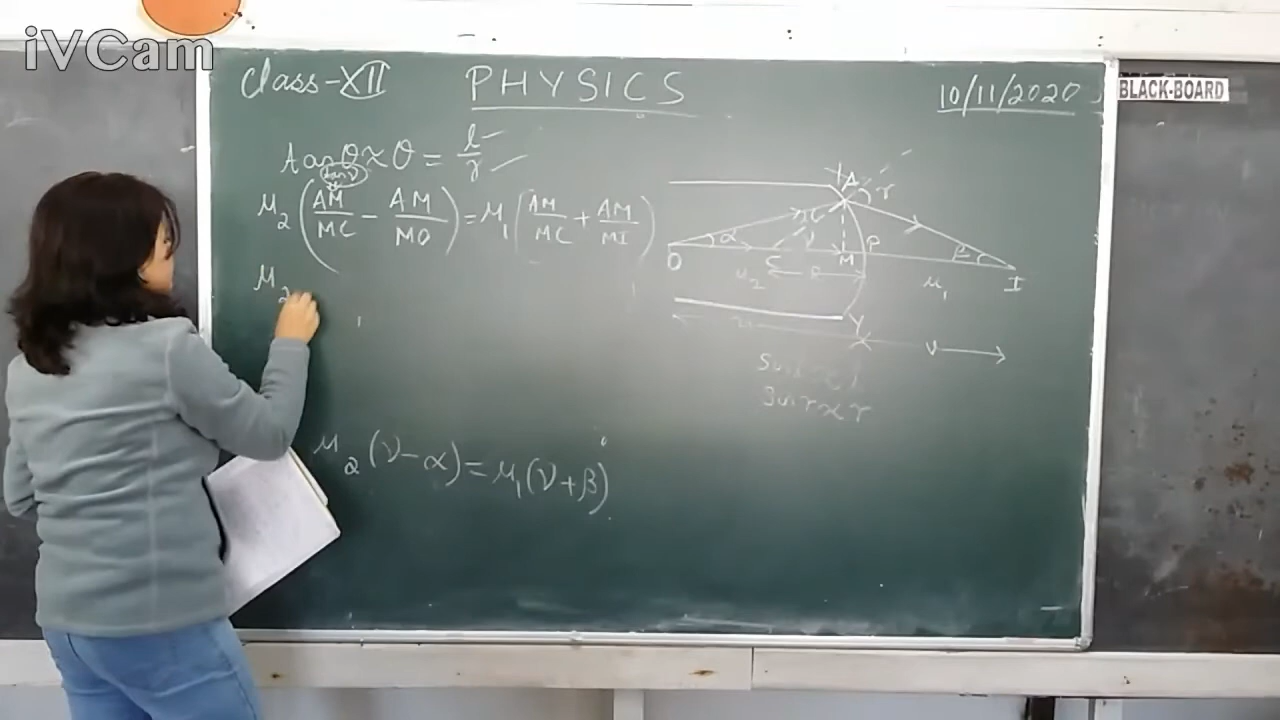 iVCam
Class-XII PHYSICS 10/11/2020
BLACK-BOARD
tan θ ≈ θ = l/r
tan γ
μ₂ (AM/MC − AM/MO) = μ₁ (AM/MC + AM/MI)
μ₂
μ₂ (γ − α) = μ₁ (γ + β)
A r
i
α γ P β
O C M I
μ₂ R μ₁
Y
v
Sin r ≈ r